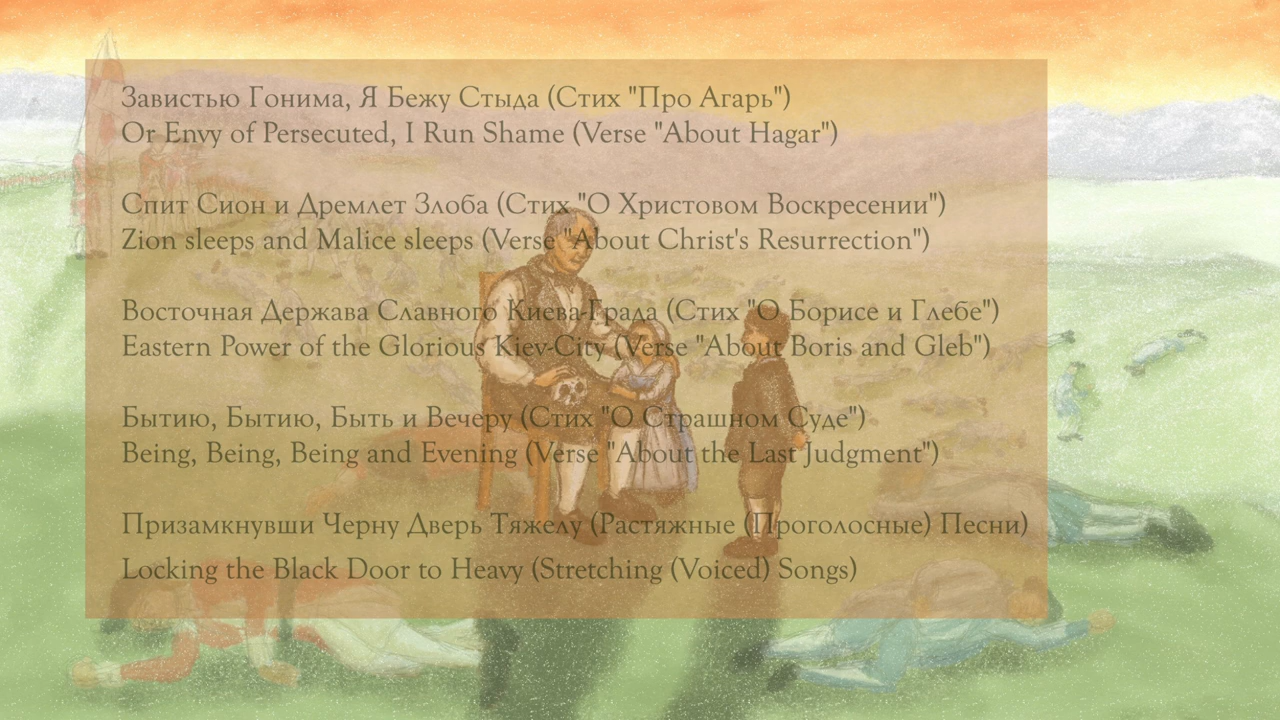 Завистью Гонима, Я Бежу Стыда (Стих "Про Агарь")
Or Envy of Persecuted, I Run Shame (Verse "About Hagar")
Спит Сион и Дремлет Злоба (Стих "О Христовом Воскресении")
Zion sleeps and Malice sleeps (Verse "About Christ's Resurrection")
Восточная Держава Славного Киева-Града (Стих "О Борисе и Глебе")
Eastern Power of the Glorious Kiev-City (Verse "About Boris and Gleb")
Бытию, Бытию, Быть и Вечеру (Стих "О Страшном Суде")
Being, Being, Being and Evening (Verse "About the Last Judgment")
Призамкнувши Черну Дверь Тяжелу (Растяжные (Проголосные) Песни)
Locking the Black Door to Heavy (Stretching (Voiced) Songs)